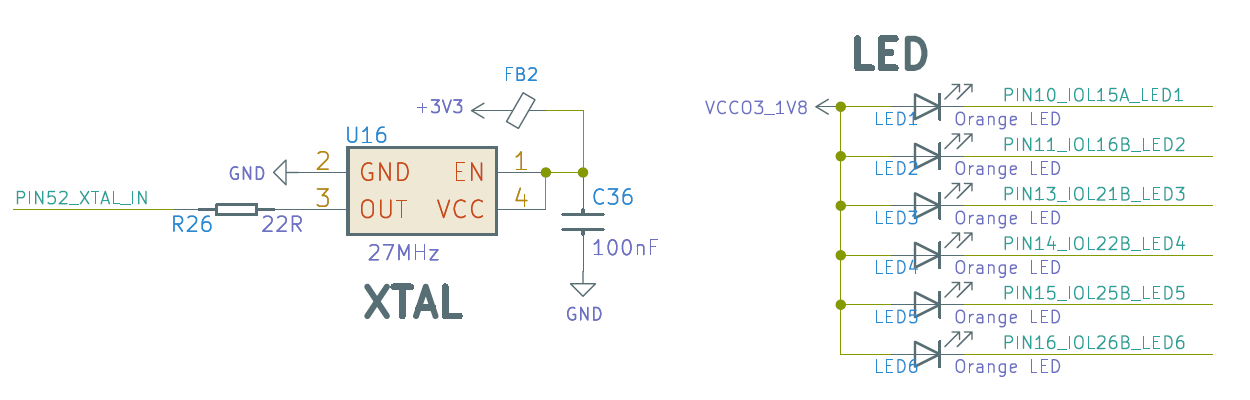 FB2
+3V3
U16
GND
2
GND
EN
1
PIN52_XTAL_IN
3
OUT
VCC
4
C36
R26
22R
27MHz
100nF
XTAL
GND
LED
VCCO3_1V8
PIN10_IOL15A_LED1
LED1
Orange LED
PIN11_IOL16B_LED2
LED2
Orange LED
PIN13_IOL21B_LED3
LED3
Orange LED
PIN14_IOL22B_LED4
LED4
Orange LED
PIN15_IOL25B_LED5
LED5
Orange LED
PIN16_IOL26B_LED6
LED6
Orange LED